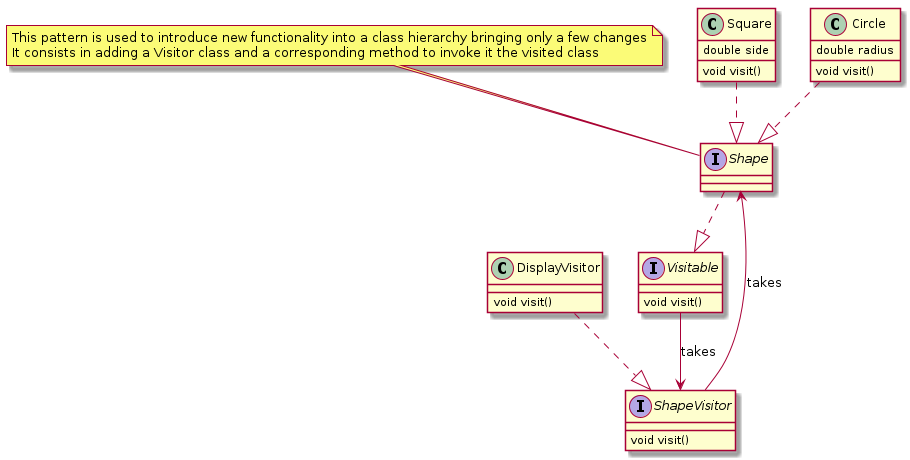 This pattern is used to introduce new functionality into a class hierarchy bringing only a few changes
It consists in adding a Visitor class and a corresponding method to invoke it the visited class
C Square
double side
void visit()
C Circle
double radius
void visit()
I Shape
C DisplayVisitor
void visit()
I Visitable
void visit()
takes
takes
I ShapeVisitor
void visit()